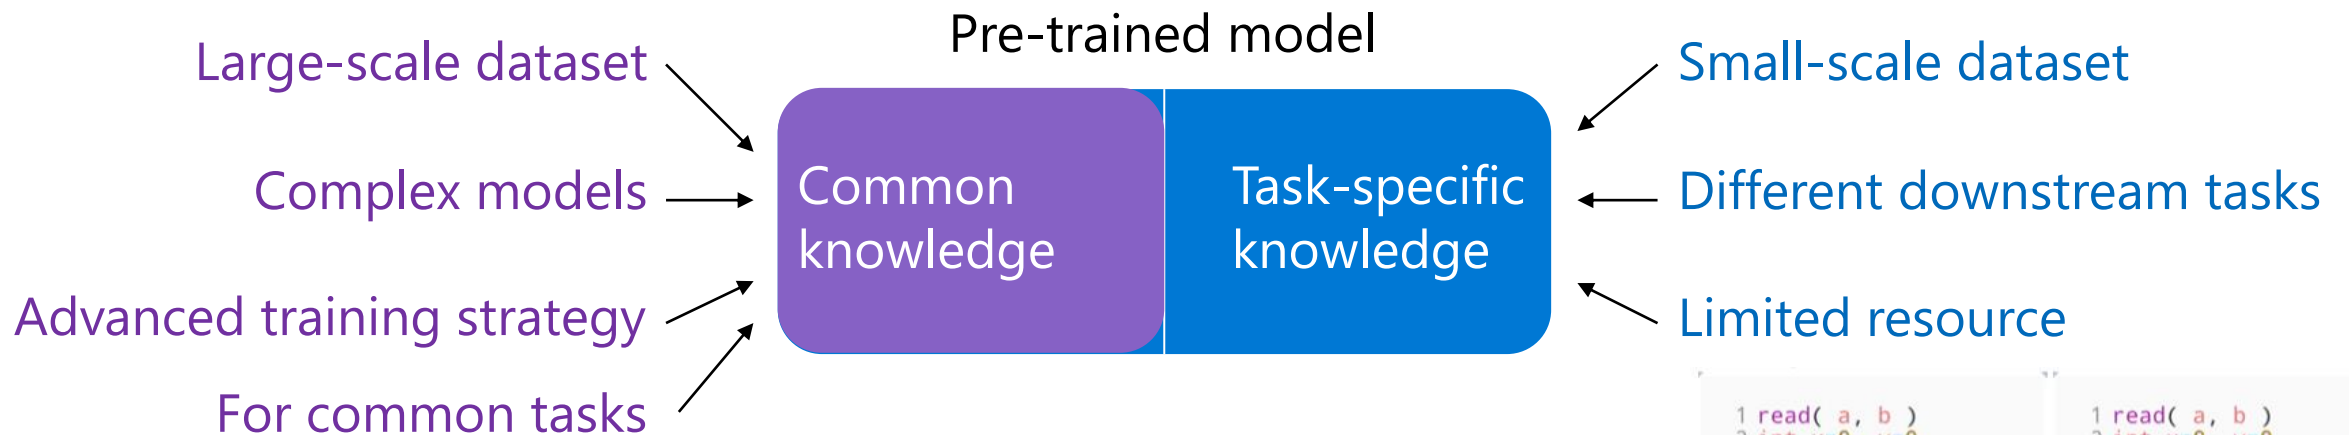 Pre-trained model
Large-scale dataset
Complex models
Advanced training strategy
For common tasks
Common
knowledge
Task-specific
knowledge
Small-scale dataset
Different downstream tasks
Limited resource
1 read( a, b )
1 read( a, b )